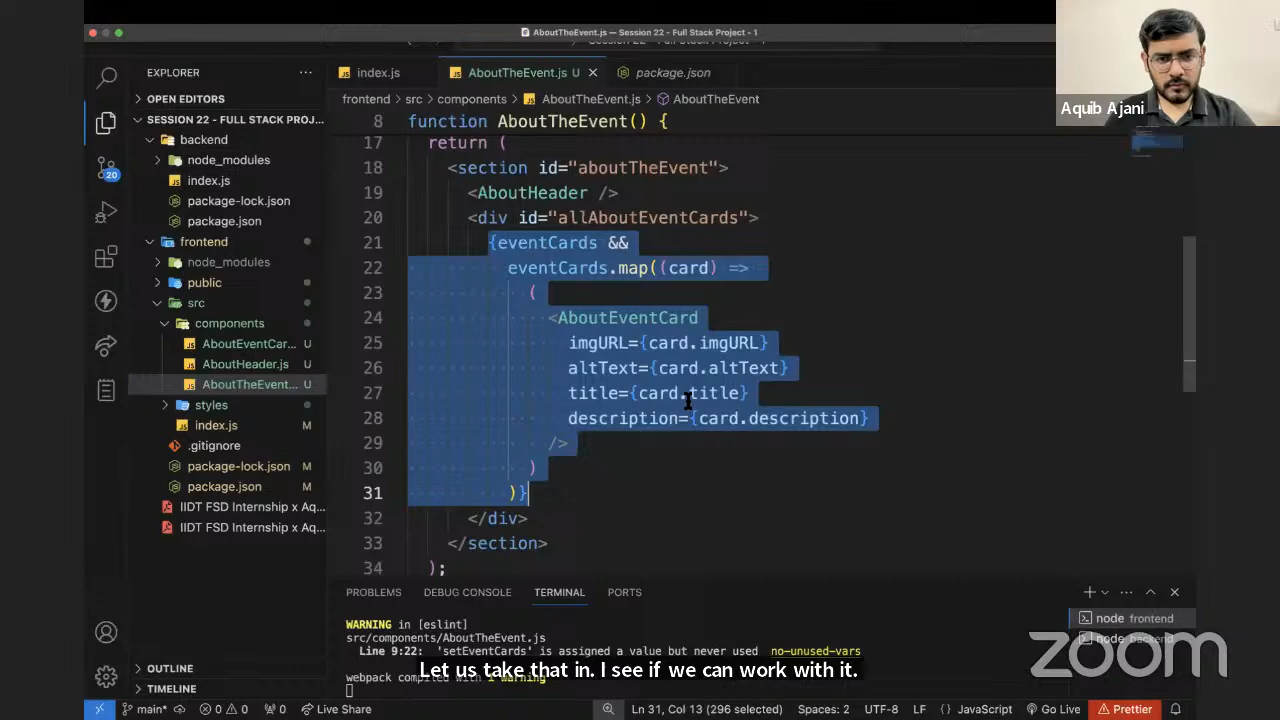 AboutTheEvent.js — Session 22 - Full Stack Project - 1
Aquib Ajani
EXPLORER
OPEN EDITORS
SESSION 22 - FULL STACK PROJ...
backend
node_modules
index.js
package-lock.json
package.json
frontend
node_modules
public
src
components
AboutEventCar... U
AboutHeader.js U
AboutTheEvent... U
styles
index.js M
.gitignore
package-lock.json M
package.json M
IIDT FSD Internship x Aq...
IIDT FSD Internship x Aq...
OUTLINE
TIMELINE
20
index.js
AboutTheEvent.js U
package.json
frontend > src > components > AboutTheEvent.js > AboutTheEvent
8 function AboutTheEvent() {
17 return (
18 <section id="aboutTheEvent">
19 <AboutHeader />
20 <div id="allAboutEventCards">
21 {eventCards &&
22 eventCards.map((card) =>
23 (
24 <AboutEventCard
25 imgURL={card.imgURL}
26 altText={card.altText}
27 title={card.title}
28 description={card.description}
29 />
30 )
31 )}
32 </div>
33 </section>
34 );
PROBLEMS DEBUG CONSOLE TERMINAL PORTS
WARNING in [eslint]
src/components/AboutTheEvent.js
Line 9:22: 'setEventCards' is assigned a value but never used no-unused-vars
webpack compiled with 1 warning
node frontend
node backend
Let us take that in. I see if we can work with it.
zoom
main* 0 0 0 Live Share Ln 31, Col 13 (296 selected) Spaces: 2 UTF-8 LF {} JavaScript Go Live Prettier